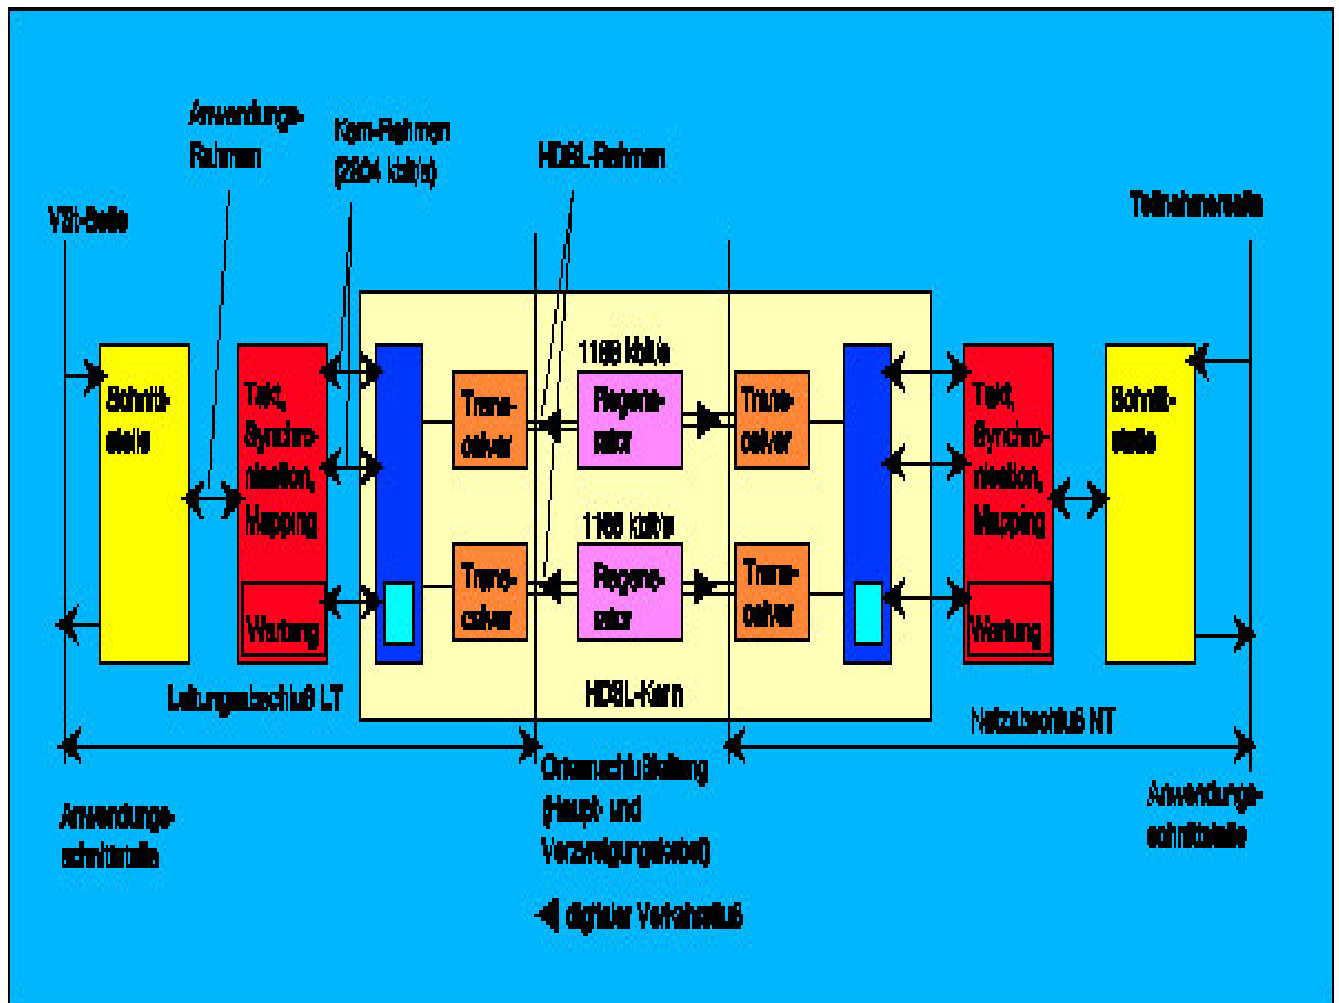 Anwendungs-
Rahmen
Kern-Rahmen
(2304 kbit/s)
HDSL-Rahmen
VSt-Seite
Teilnehmerseite
1168 kbit/s
Schnitt-
stelle
Takt,
Synchro-
nisation,
Mapping
Wartung
Trans-
ceiver
Regene-
rator
Trans-
ceiver
Takt,
Synchro-
nisation,
Mapping
Wartung
Schnitt-
stelle
1168 kbit/s
Trans-
ceiver
Regene-
rator
Trans-
ceiver
Leitungsabschluß LT
HDSL-Kern
Netzabschluß NT
Ortsanschlußleitung
(Haupt- und
Verzweigungskabel)
Anwendungs-
schnittstelle
Anwendungs-
schnittstelle
digitaler Verkehrsfluß